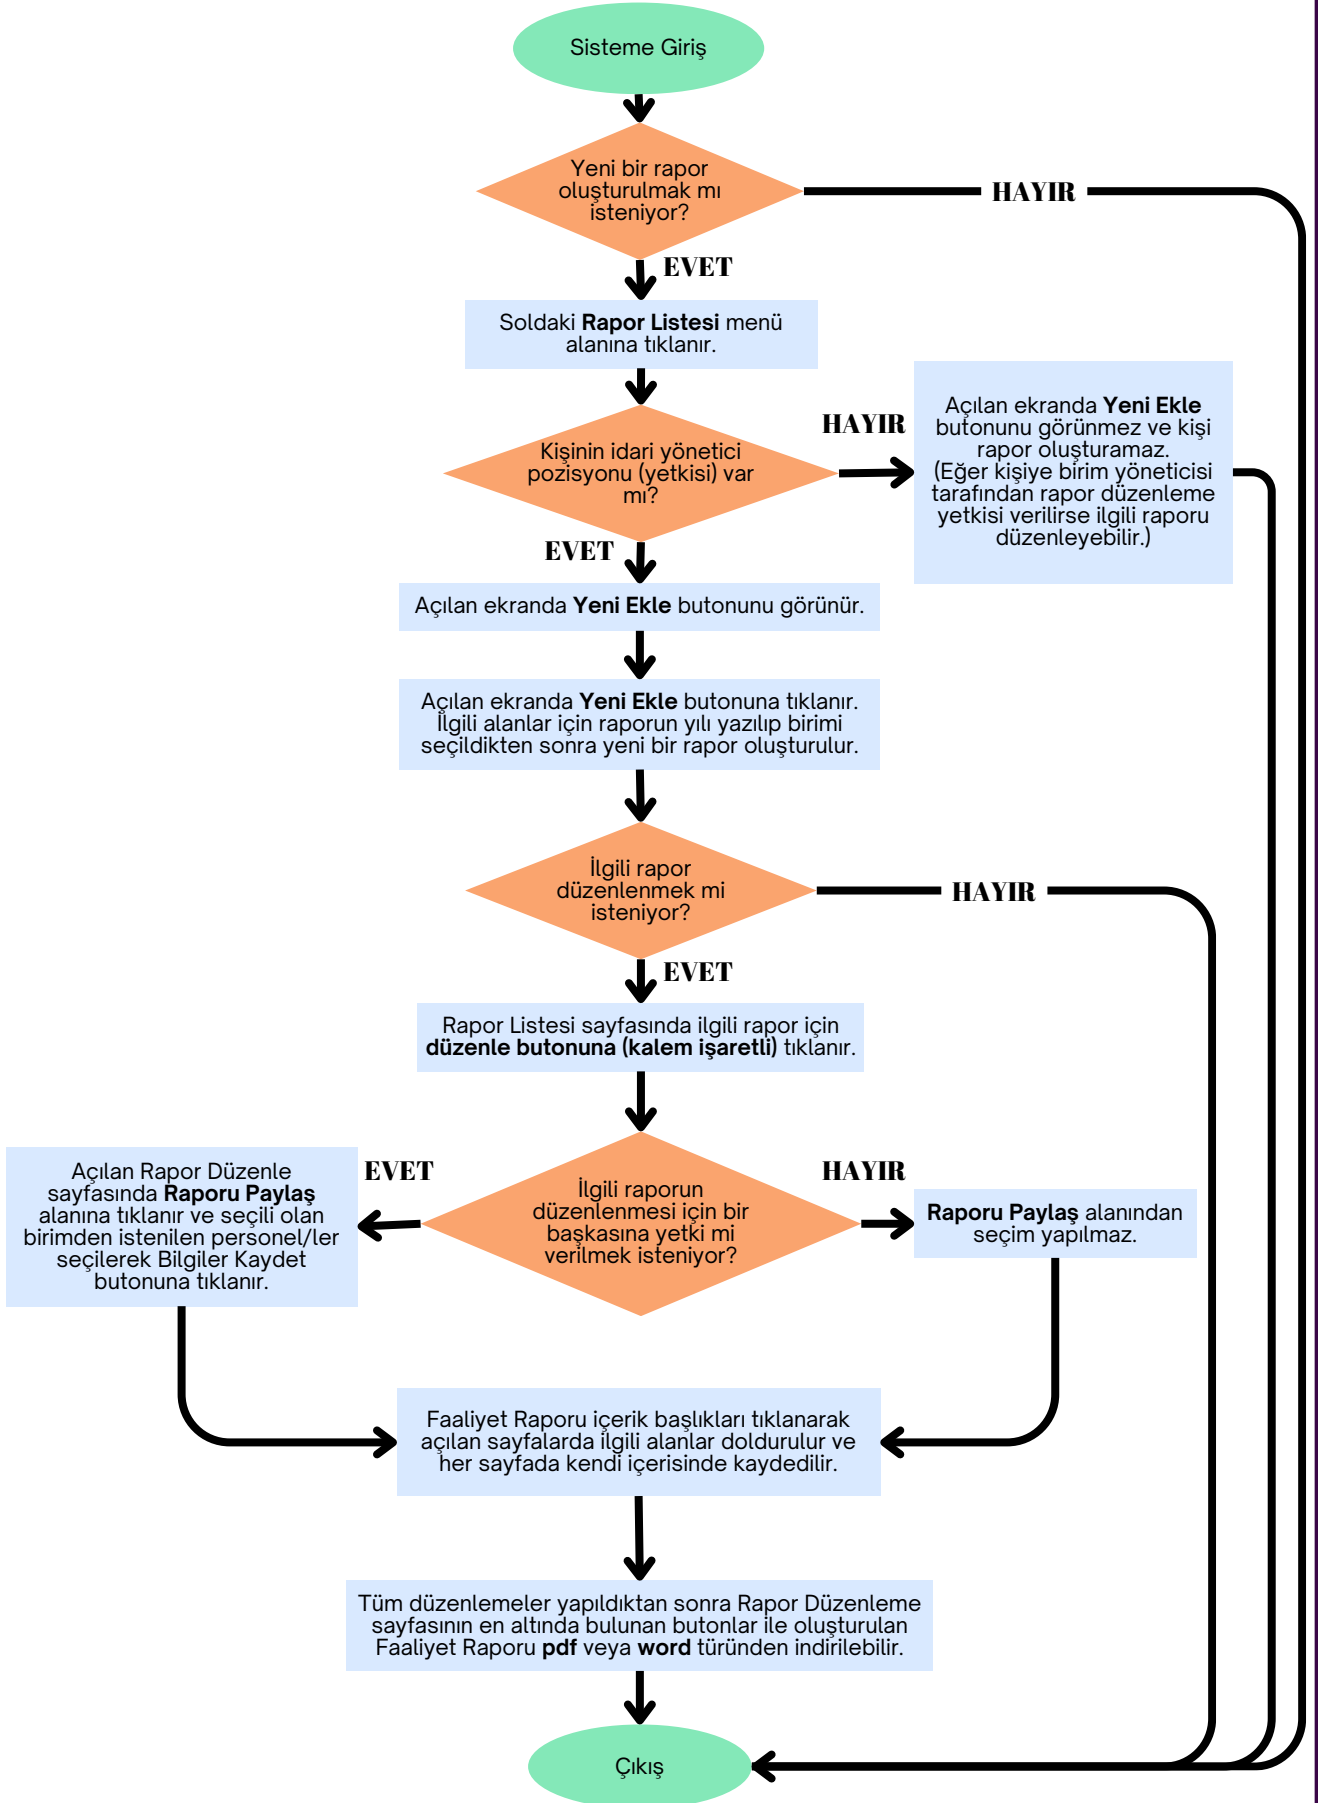 Sisteme Giriş
Yeni bir rapor
oluşturulmak mı
isteniyor?
HAYIR
EVET
Soldaki Rapor Listesi menü
alanına tıklanır.
Kişinin idari yönetici
pozisyonu (yetkisi) var
mı?
HAYIR
Açılan ekranda Yeni Ekle
butonunu görünmez ve kişi
rapor oluşturamaz.
(Eğer kişiye birim yöneticisi
tarafından rapor düzenleme
yetkisi verilirse ilgili raporu
düzenleyebilir.)
EVET
Açılan ekranda Yeni Ekle butonunu görünür.
Açılan ekranda Yeni Ekle butonuna tıklanır.
İlgili alanlar için raporun yılı yazılıp birimi
seçildikten sonra yeni bir rapor oluşturulur.
İlgili rapor
düzenlenmek mi
isteniyor?
HAYIR
EVET
Rapor Listesi sayfasında ilgili rapor için
düzenle butonuna (kalem işaretli) tıklanır.
İlgili raporun
düzenlenmesi için bir
başkasına yetki mi
verilmek isteniyor?
EVET
Açılan Rapor Düzenle
sayfasında Raporu Paylaş
alanına tıklanır ve seçili olan
birimden istenilen personel/ler
seçilerek Bilgiler Kaydet
butonuna tıklanır.
HAYIR
Raporu Paylaş alanından
seçim yapılmaz.
Faaliyet Raporu içerik başlıkları tıklanarak
açılan sayfalarda ilgili alanlar doldurulur ve
her sayfada kendi içerisinde kaydedilir.
Tüm düzenlemeler yapıldıktan sonra Rapor Düzenleme
sayfasının en altında bulunan butonlar ile oluşturulan
Faaliyet Raporu pdf veya word türünden indirilebilir.
Çıkış